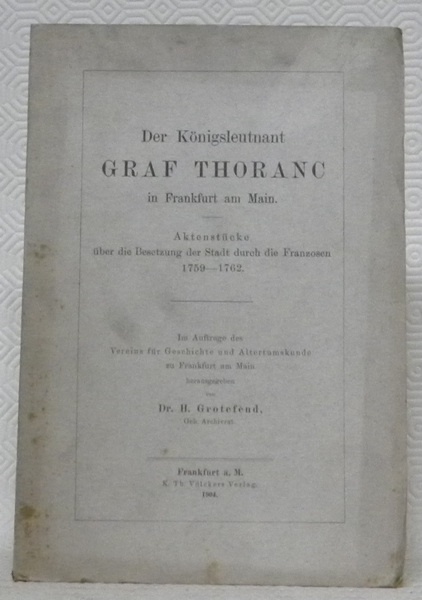 Der Königsleutnant
GRAF THORANC
in Frankfurt am Main.
Aktenstücke
über die Besetzung der Stadt durch die Franzosen
1759—1762.
Im Auftrage des
Vereins für Geschichte und Altertumskunde
zu Frankfurt am Main
herausgegeben
von
Dr. H. Grotefend,
Geh. Archivrat.
Frankfurt a. M.
K. Th. Völckers Verlag.
1904.